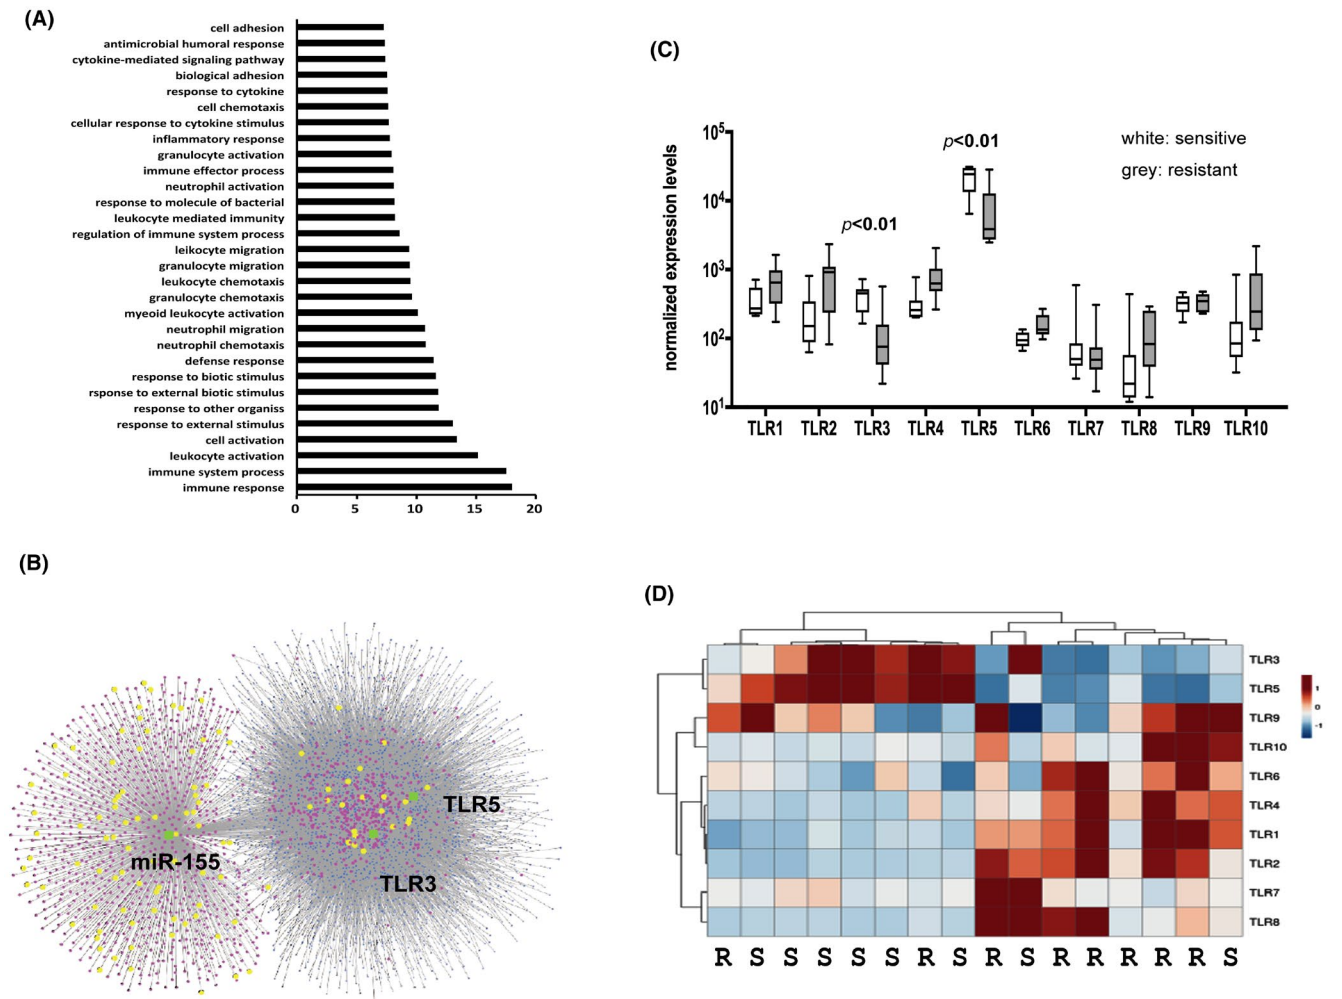 (A)
cell adhesion
antimicrobial humoral response
cytokine-mediated signaling pathway
biological adhesion
response to cytokine
cell chemotaxis
cellular response to cytokine stimulus
inflammatory response
granulocyte activation
immune effector process
neutrophil activation
response to molecule of bacterial
leukocyte mediated immunity
regulation of immune system process
leikocyte migration
granulocyte migration
leukocyte chemotaxis
granulocyte chemotaxis
myeoid leukocyte activation
neutrophil migration
neutrophil chemotaxis
defense response
response to biotic stimulus
rsponse to external biotic stimulus
response to other organiss
response to external stimulus
cell activation
leukocyte activation
immune system process
immune response
0 5 10 15 20
(B)
miR-155
TLR5
TLR3
(C)
normalized expression levels
10⁵
10⁴
10³
10²
10¹
p<0.01
p<0.01
white: sensitive
grey: resistant
TLR1 TLR2 TLR3 TLR4 TLR5 TLR6 TLR7 TLR8 TLR9 TLR10
(D)
TLR3
TLR5
TLR9
TLR10
TLR6
TLR4
TLR1
TLR2
TLR7
TLR8
1
0
-1
R S S S S S R S R S R R R R R S